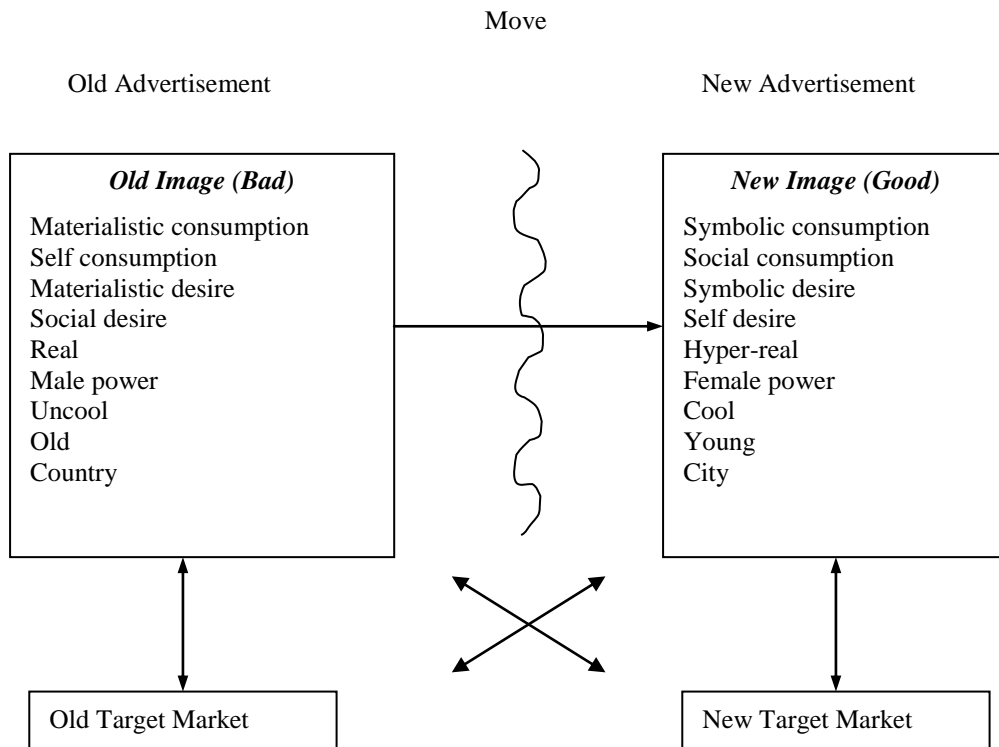 Move
Old Advertisement
New Advertisement
Old Image (Bad)
Materialistic consumption
Self consumption
Materialistic desire
Social desire
Real
Male power
Uncool
Old
Country
New Image (Good)
Symbolic consumption
Social consumption
Symbolic desire
Self desire
Hyper-real
Female power
Cool
Young
City
Old Target Market
New Target Market